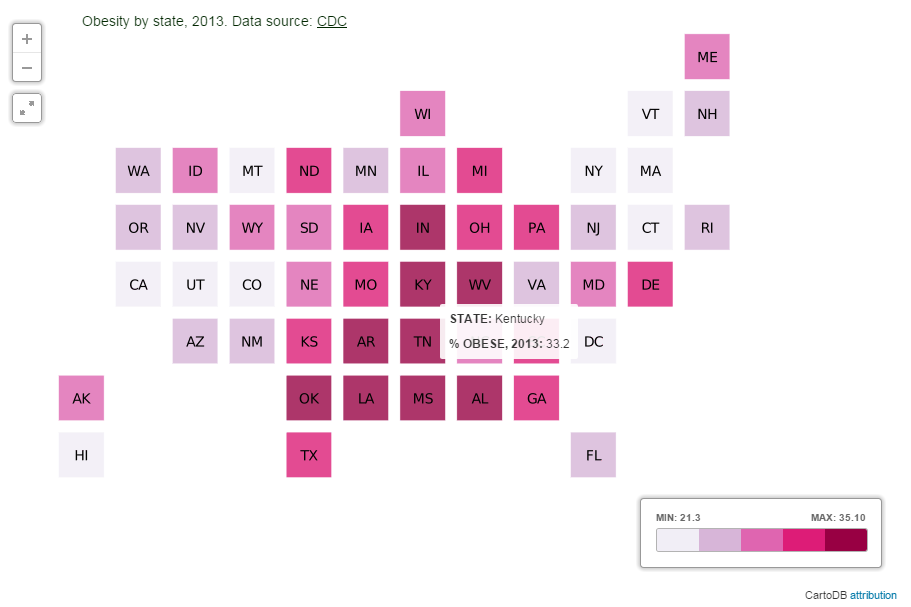 +
Obesity by state, 2013. Data source: CDC
−
ME
WI VT NH
WA ID MT ND MN IL MI NY MA
OR NV WY SD IA IN OH PA NJ CT RI
CA UT CO NE MO KY WV VA MD DE
STATE: Kentucky
AZ NM KS AR TN DC
% OBESE, 2013: 33.2
AK OK LA MS AL GA
HI TX FL
MIN: 21.3 MAX: 35.10
CartoDB attribution